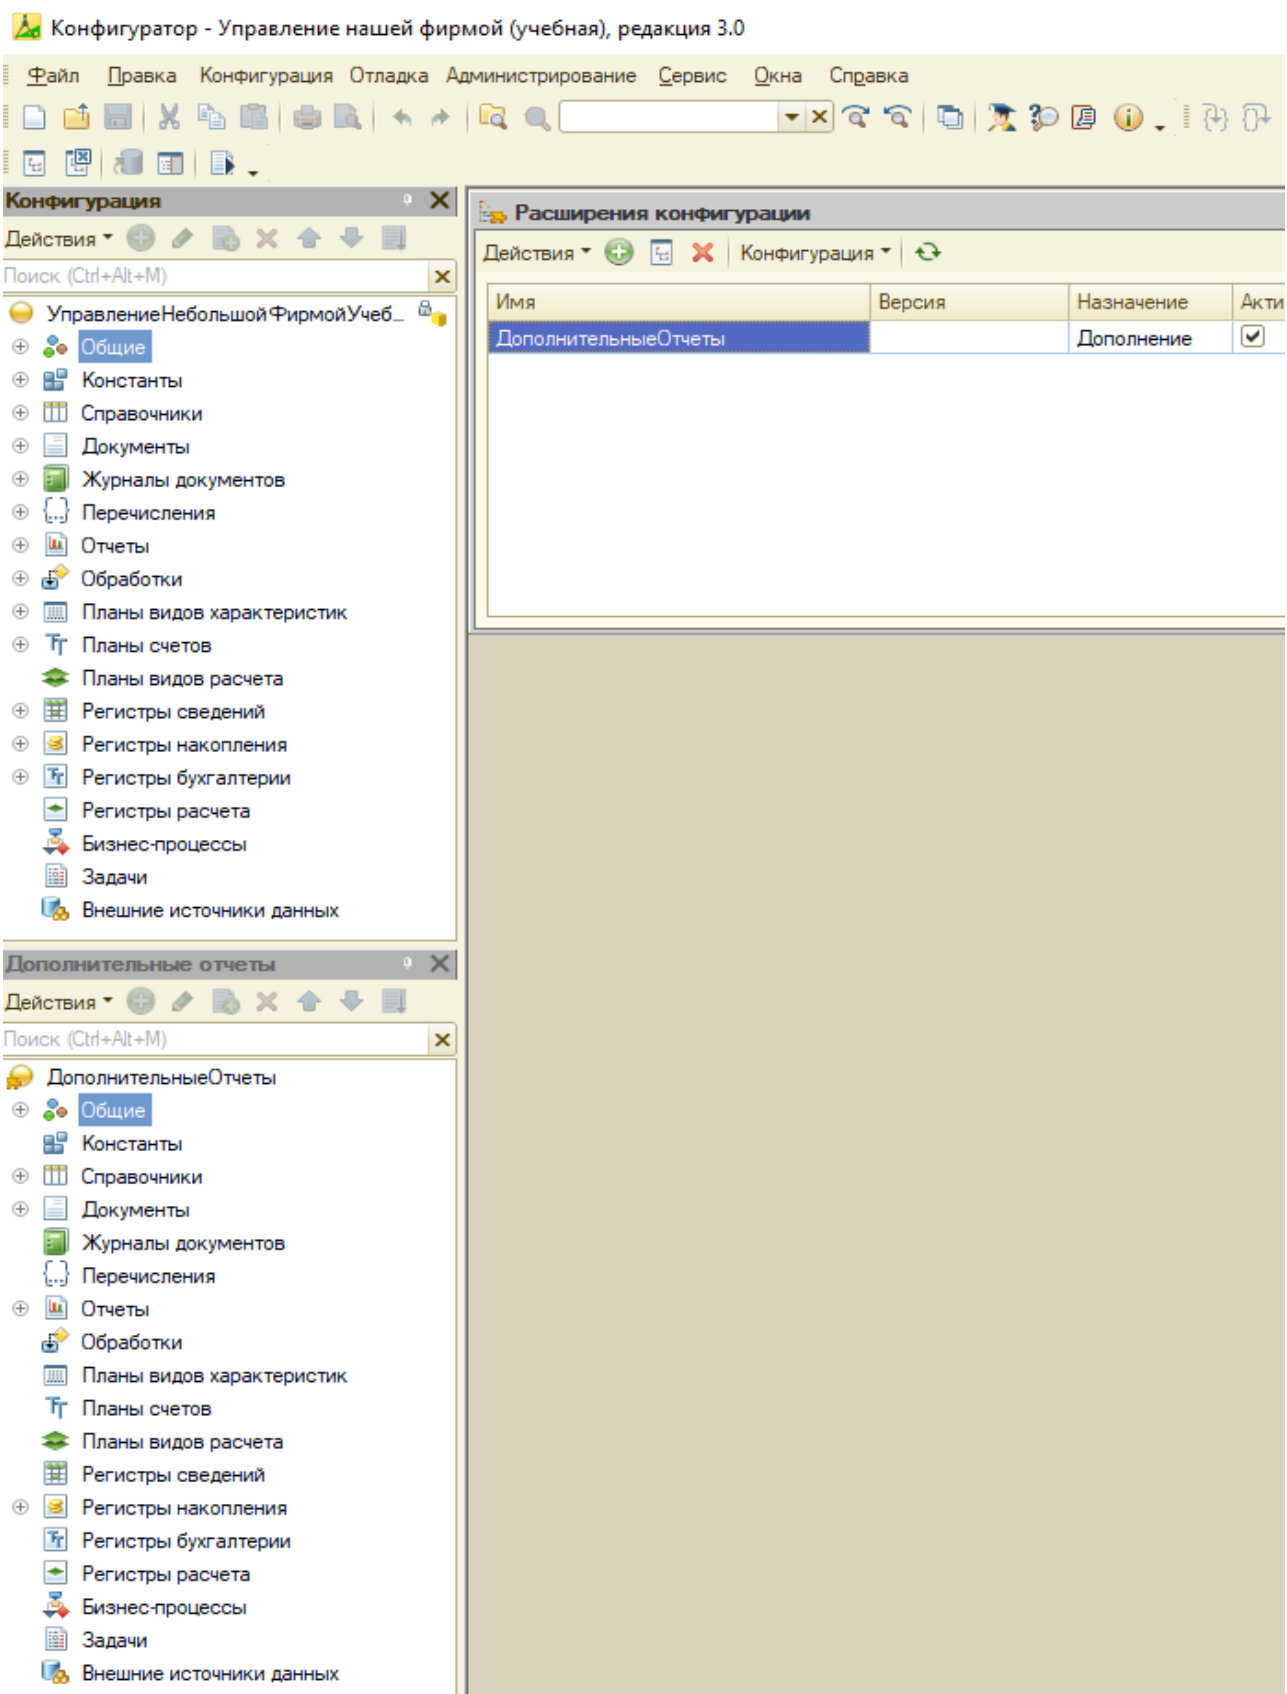 Конфигуратор - Управление нашей фирмой (учебная), редакция 3.0
Файл Правка Конфигурация Отладка Администрирование Сервис Окна Справка
Конфигурация
Действия
Поиск (Ctrl+Alt+M)
УправлениеНебольшойФирмойУчеб_
Общие
Константы
Справочники
Документы
Журналы документов
Перечисления
Отчеты
Обработки
Планы видов характеристик
Планы счетов
Планы видов расчета
Регистры сведений
Регистры накопления
Регистры бухгалтерии
Регистры расчета
Бизнес-процессы
Задачи
Внешние источники данных
Расширения конфигурации
Действия Конфигурация
Имя Версия Назначение Акти
ДополнительныеОтчеты Дополнение
Дополнительные отчеты
Действия
Поиск (Ctrl+Alt+M)
ДополнительныеОтчеты
Общие
Константы
Справочники
Документы
Журналы документов
Перечисления
Отчеты
Обработки
Планы видов характеристик
Планы счетов
Планы видов расчета
Регистры сведений
Регистры накопления
Регистры бухгалтерии
Регистры расчета
Бизнес-процессы
Задачи
Внешние источники данных